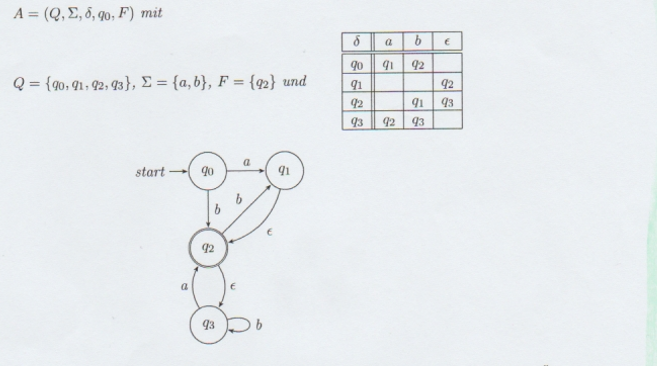 A = (Q, Σ, δ, q0, F) mit
Q = {q0, q1, q2, q3}, Σ = {a, b}, F = {q2} und
δ a b ϵ
q0 q1 q2
q1 q2
q2 q1 q3
q3 q2 q3
start q0 a q1
b b ϵ
q2
a ϵ
q3 b